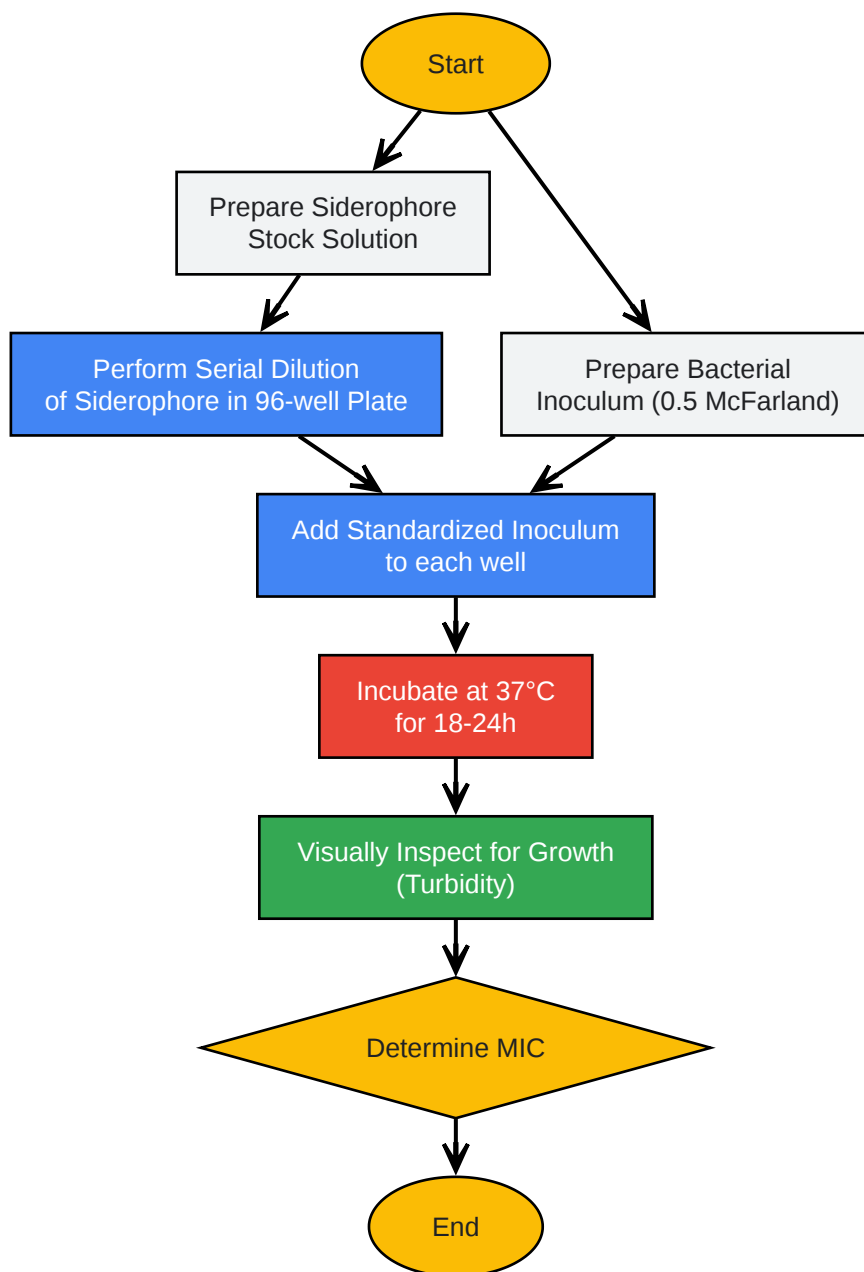 Start
Prepare Siderophore
Stock Solution
Perform Serial Dilution
of Siderophore in 96-well Plate
Prepare Bacterial
Inoculum (0.5 McFarland)
Add Standardized Inoculum
to each well
Incubate at 37°C
for 18-24h
Visually Inspect for Growth
(Turbidity)
Determine MIC
End